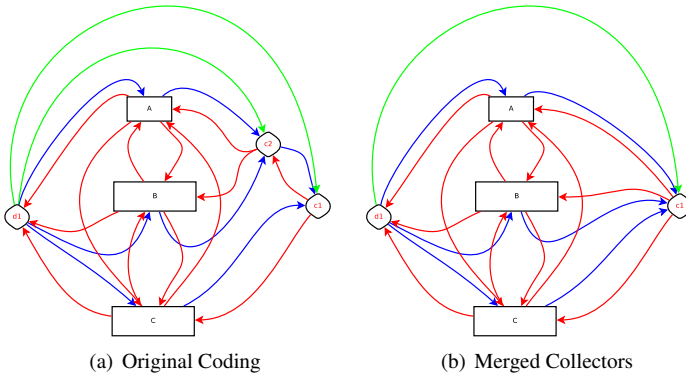 A
A
c2
B
B
c1
c1
d1
d1
C
C
(a) Original Coding
(b) Merged Collectors